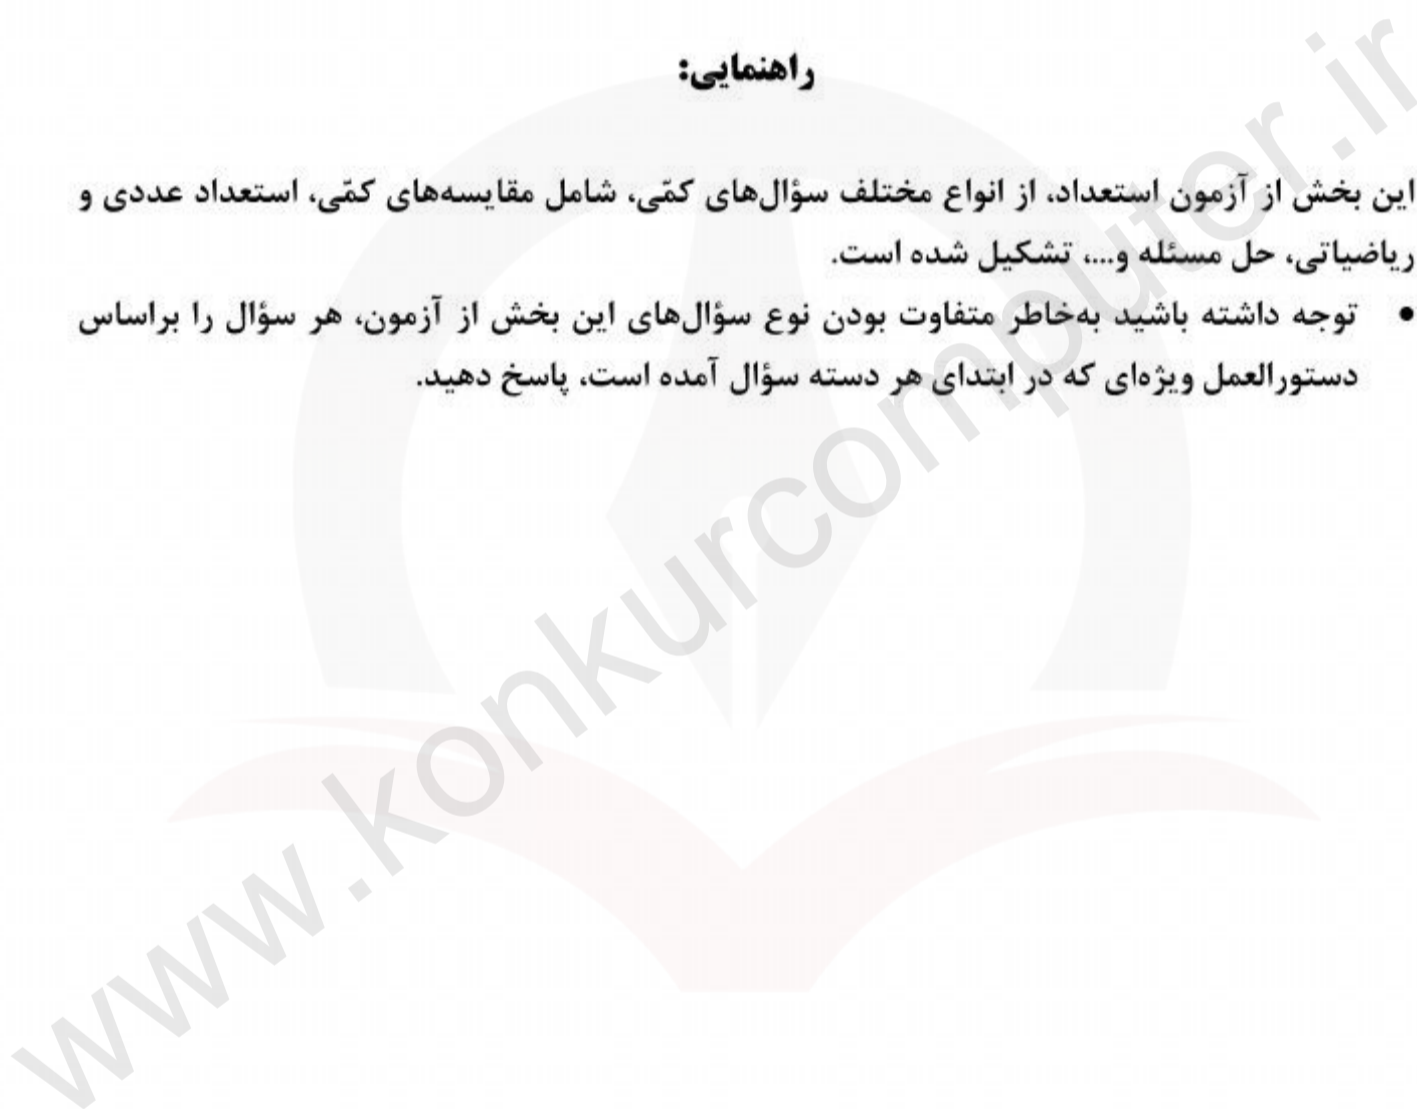 راهنمایی:
این بخش از آزمون استعداد، از انواع مختلف سؤال‌های کمّی، شامل مقایسه‌های کمّی، استعداد عددی و
ریاضیاتی، حل مسئله و....، تشکیل شده است.
• توجه داشته باشید به‌خاطر متفاوت بودن نوع سؤال‌های این بخش از آزمون، هر سؤال را براساس
دستورالعمل ویژه‌ای که در ابتدای هر دسته سؤال آمده است، پاسخ دهید.
www.konkurcomputer.ir